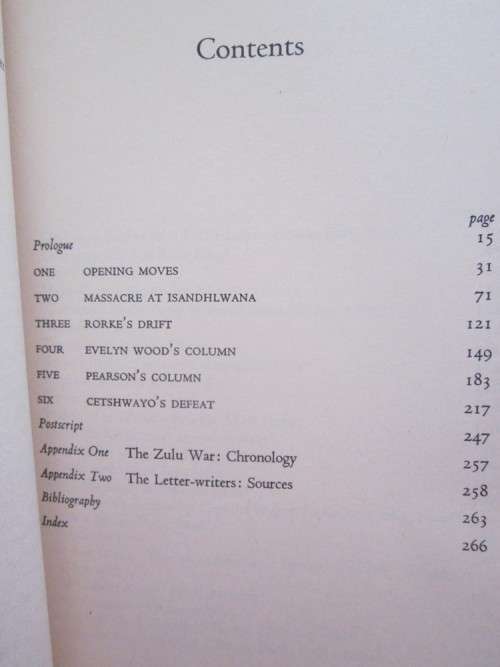 Contents
page
Prologue 15
ONE OPENING MOVES 31
TWO MASSACRE AT ISANDHLWANA 71
THREE RORKE'S DRIFT 121
FOUR EVELYN WOOD'S COLUMN 149
FIVE PEARSON'S COLUMN 183
SIX CETSHWAYO'S DEFEAT 217
Postscript 247
Appendix One The Zulu War: Chronology 257
Appendix Two The Letter-writers: Sources 258
Bibliography 263
Index 266